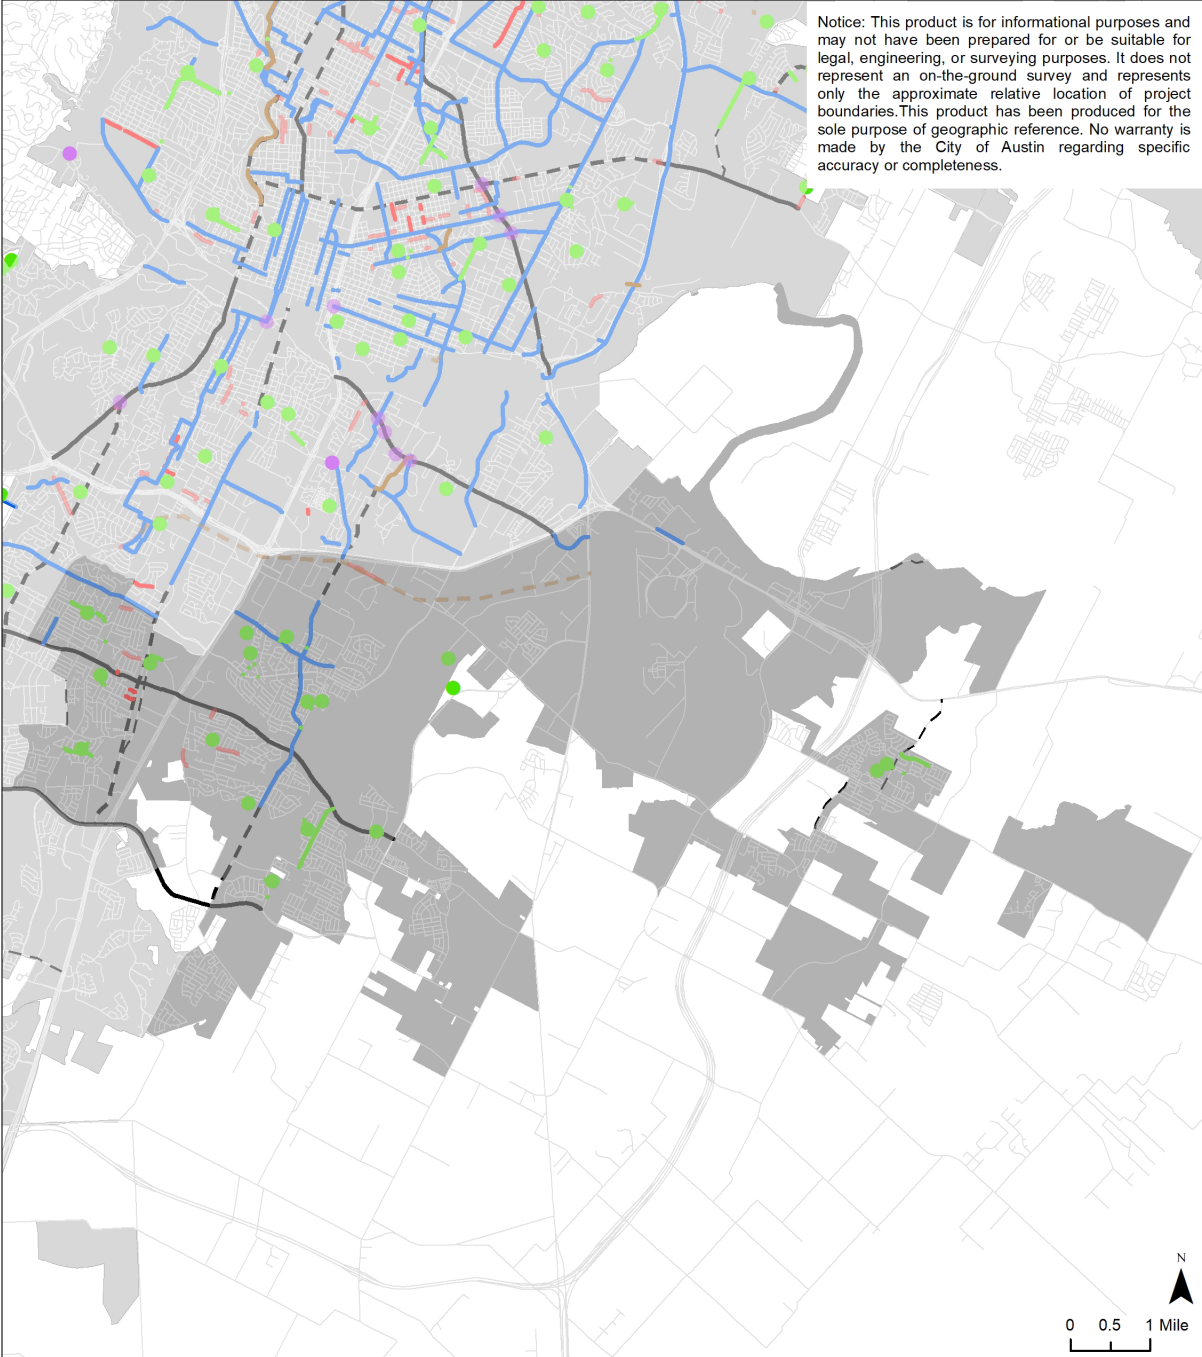 Notice: This product is for informational purposes and
may not have been prepared for or be suitable for
legal, engineering, or surveying purposes. It does not
represent an on-the-ground survey and represents
only the approximate relative location of project
boundaries.This product has been produced for the
sole purpose of geographic reference. No warranty is
made by the City of Austin regarding specific
accuracy or completeness.
N
0 0.5 1 Mile